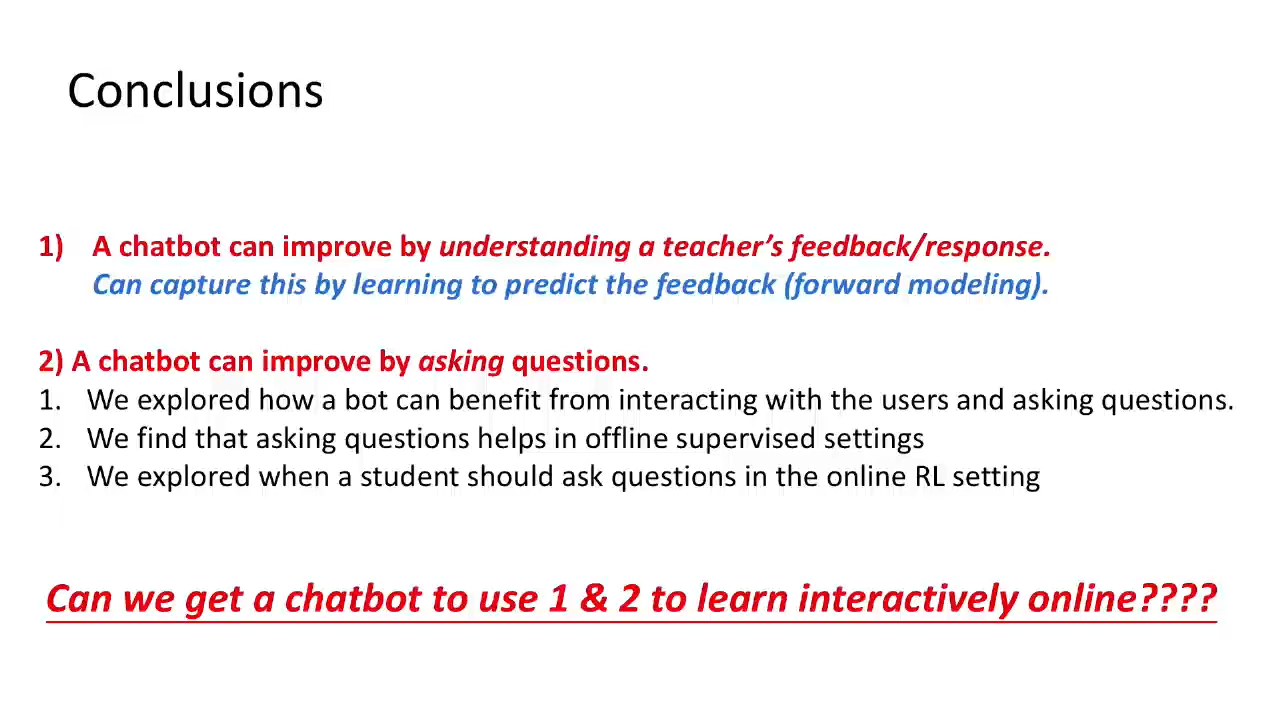 Conclusions
1) A chatbot can improve by understanding a teacher's feedback/response.
Can capture this by learning to predict the feedback (forward modeling).
2) A chatbot can improve by asking questions.
1. We explored how a bot can benefit from interacting with the users and asking questions.
2. We find that asking questions helps in offline supervised settings
3. We explored when a student should ask questions in the online RL setting
Can we get a chatbot to use 1 & 2 to learn interactively online????